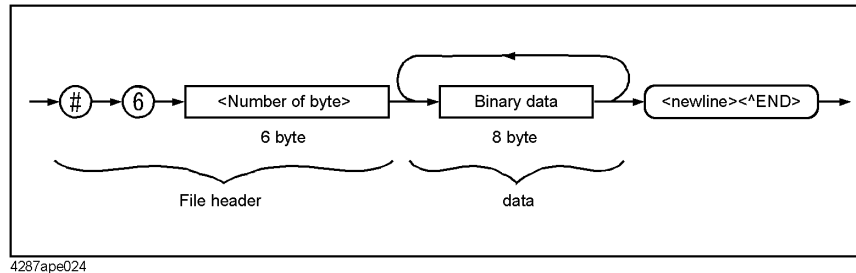 # 6 <Number of byte> Binary data <newline><^END>
6 byte 8 byte
File header data
4287ape024